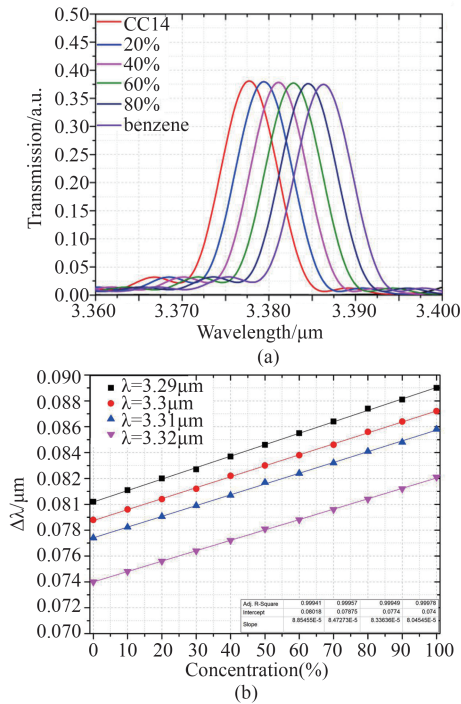 0.50
0.45
0.40
0.35
0.30
0.25
0.20
0.15
0.10
0.05
0.00
Transmission/a.u.
CC14
20%
40%
60%
80%
benzene
3.360 3.370 3.380 3.390 3.400
Wavelength/μm
(a)
0.090
0.086
0.084
0.082
0.081
0.078
0.074
0.072
0.070
Δλ/μm
λ=3.29μm
λ=3.3μm
λ=3.31μm
λ=3.32μm
Adj. R-Square 0.99941 0.99957 0.99949 0.99978
Intercept 0.08018 0.07875 0.0774 0.074
Slope 8.85455E-5 8.47273E-5 8.33636E-5 8.04545E-5
0 10 20 30 40 50 60 70 80 90 100
Concentration(%)
(b)